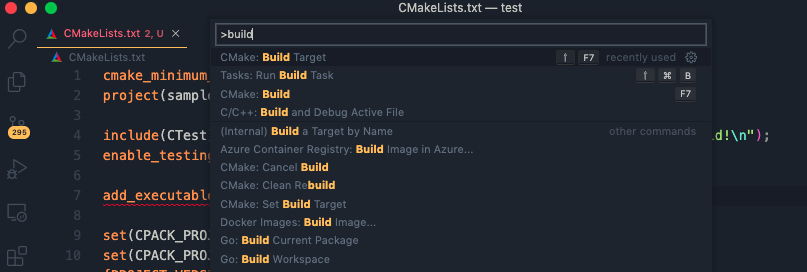 CMakeLists.txt — test
CMakeLists.txt 2, U
>build
CMakeLists.txt
CMake: Build Target ⇧ F7 recently used
Tasks: Run Build Task ⇧ ⌘ B
CMake: Build F7
C/C++: Build and Debug Active File
(Internal) Build a Target by Name other commands
Azure Container Registry: Build Image in Azure...
CMake: Cancel Build
CMake: Clean Rebuild
CMake: Set Build Target
Docker Images: Build Image...
Go: Build Current Package
Go: Build Workspace
295
1 cmake_minimum_
2 project(sampl
3
4 include(CTest d!\n");
5 enable_testing
6
7 add_executabl
8
9 set(CPACK_PRO
10 set(CPACK_PRO